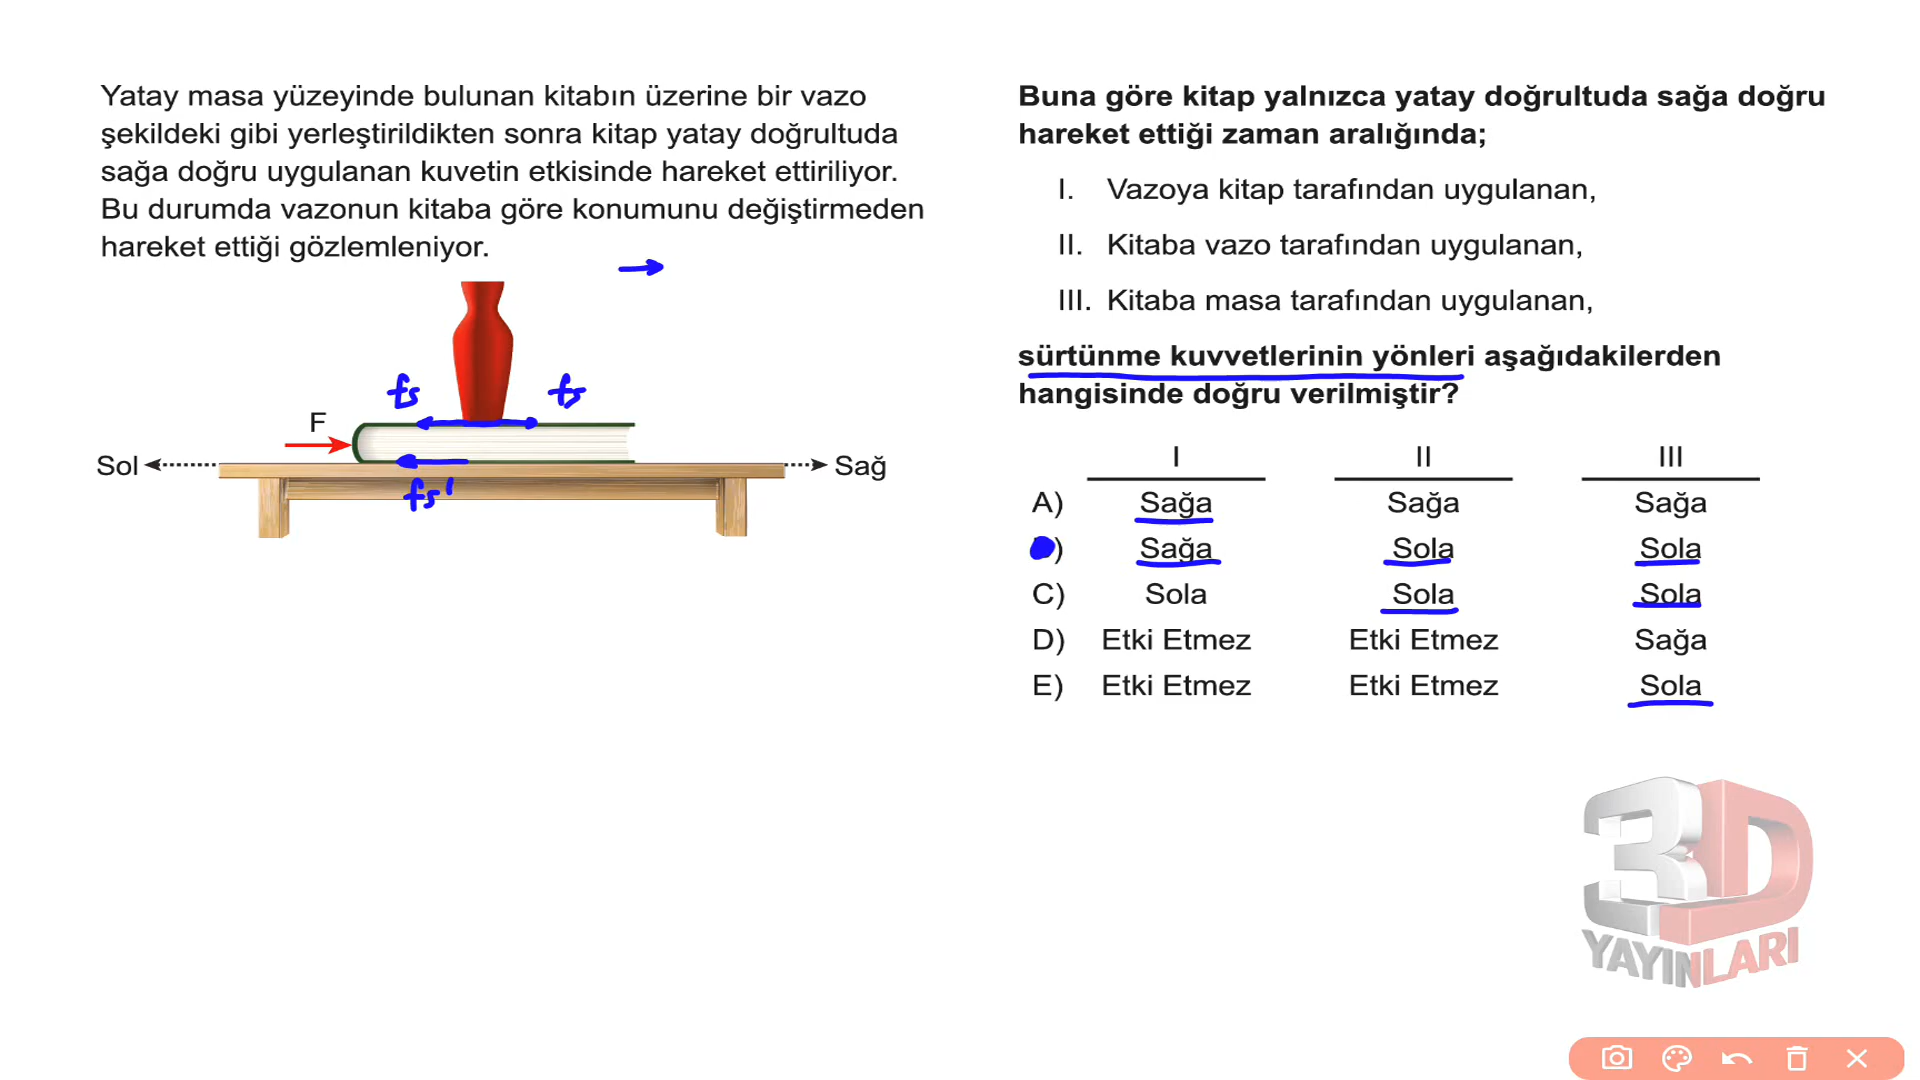 Yatay masa yüzeyinde bulunan kitabın üzerine bir vazo
şekildeki gibi yerleştirildikten sonra kitap yatay doğrultuda
sağa doğru uygulanan kuvetin etkisinde hareket ettiriliyor.
Bu durumda vazonun kitaba göre konumunu değiştirmeden
hareket ettiği gözlemleniyor.
fs fs
F
Sol Sağ
fs'
Buna göre kitap yalnızca yatay doğrultuda sağa doğru
hareket ettiği zaman aralığında;
I. Vazoya kitap tarafından uygulanan,
II. Kitaba vazo tarafından uygulanan,
III. Kitaba masa tarafından uygulanan,
sürtünme kuvvetlerinin yönleri aşağıdakilerden
hangisinde doğru verilmiştir?
I II III
A) Sağa Sağa Sağa
) Sağa Sola Sola
C) Sola Sola Sola
D) Etki Etmez Etki Etmez Sağa
E) Etki Etmez Etki Etmez Sola
3D
YAYINLARI